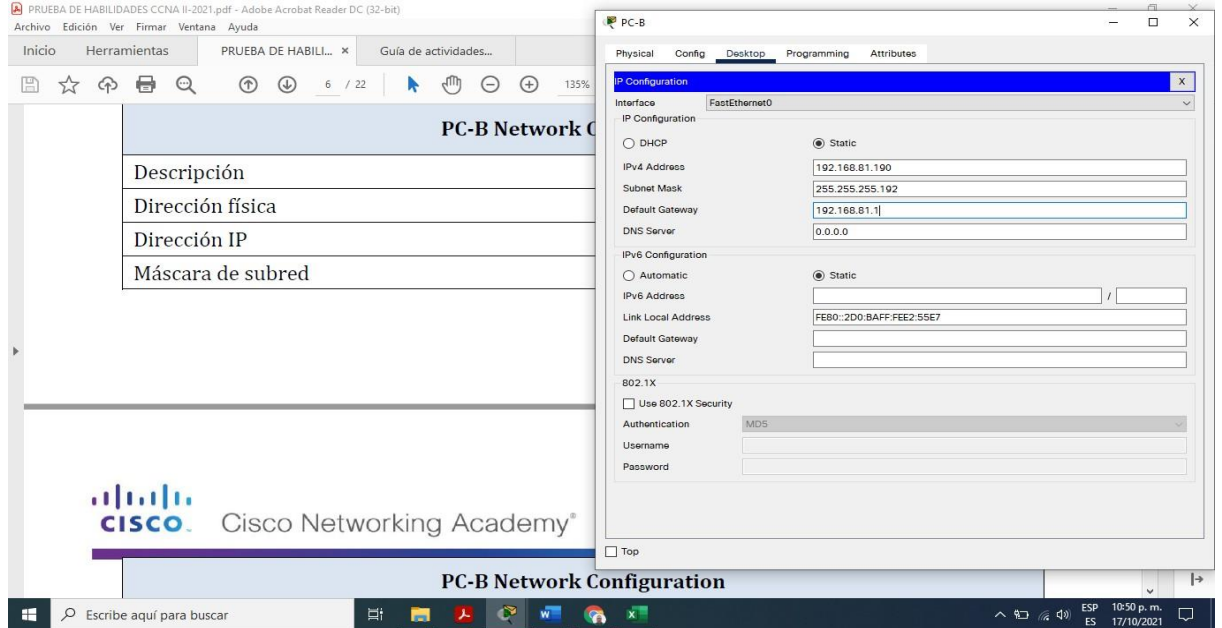 PRUEBA DE HABILIDADES CCNA II-2021.pdf - Adobe Acrobat Reader DC (32-bit)
Archivo Edición Ver Firmar Ventana Ayuda
Inicio Herramientas PRUEBA DE HABILI... × Guía de actividades...
6 / 22 135%
PC-B Network C
Descripción
Dirección física
Dirección IP
Máscara de subred
CISCO Cisco Networking Academy®
PC-B Network Configuration
PC-B
Physical Config Desktop Programming Attributes
IP Configuration X
Interface FastEthernet0
IP Configuration
DHCP Static
IPv4 Address 192.168.81.190
Subnet Mask 255.255.255.192
Default Gateway 192.168.81.1
DNS Server 0.0.0.0
IPv6 Configuration
Automatic Static
IPv6 Address /
Link Local Address FE80::2D0:BAFF:FEE2:55E7
Default Gateway
DNS Server
802.1X
Use 802.1X Security
Authentication MD5
Username
Password
Top
Escribe aquí para buscar
ESP 10:50 p. m.
ES 17/10/2021